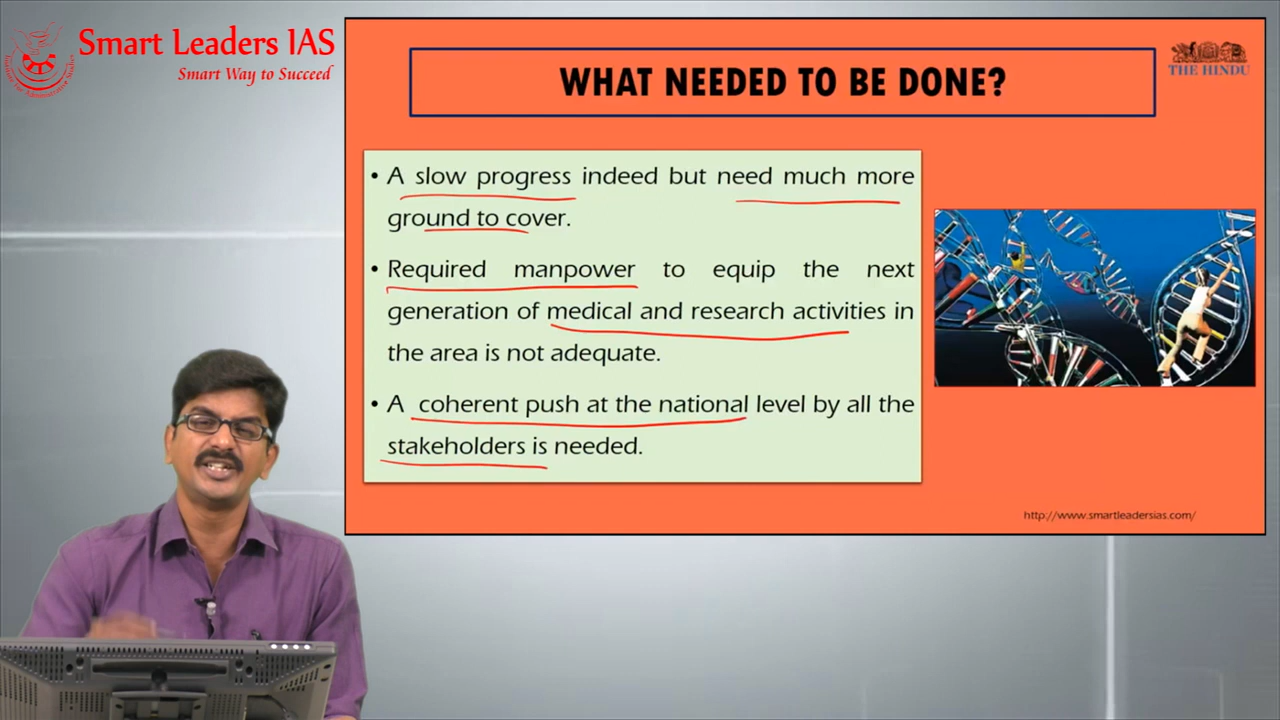 Smart Leaders IAS
Smart Way to Succeed
THE HINDU
WHAT NEEDED TO BE DONE?
• A slow progress indeed but need much more
ground to cover.
• Required manpower to equip the next
generation of medical and research activities in
the area is not adequate.
• A coherent push at the national level by all the
stakeholders is needed.
http://www.smartleadersias.com/